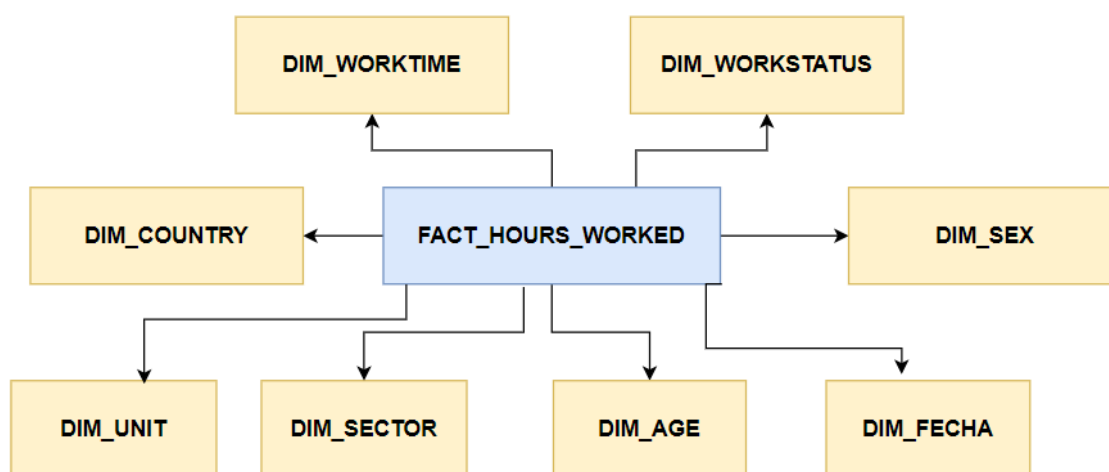 DIM_WORKTIME
DIM_WORKSTATUS
DIM_COUNTRY
FACT_HOURS_WORKED
DIM_SEX
DIM_UNIT
DIM_SECTOR
DIM_AGE
DIM_FECHA